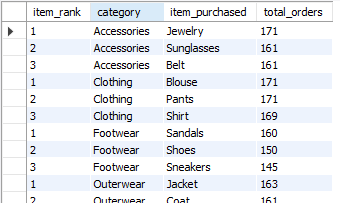 item_rank category item_purchased total_orders
1 Accessories Jewelry 171
2 Accessories Sunglasses 161
3 Accessories Belt 161
1 Clothing Blouse 171
2 Clothing Pants 171
3 Clothing Shirt 169
1 Footwear Sandals 160
2 Footwear Shoes 150
3 Footwear Sneakers 145
1 Outerwear Jacket 163
2 Outerwear Coat 161